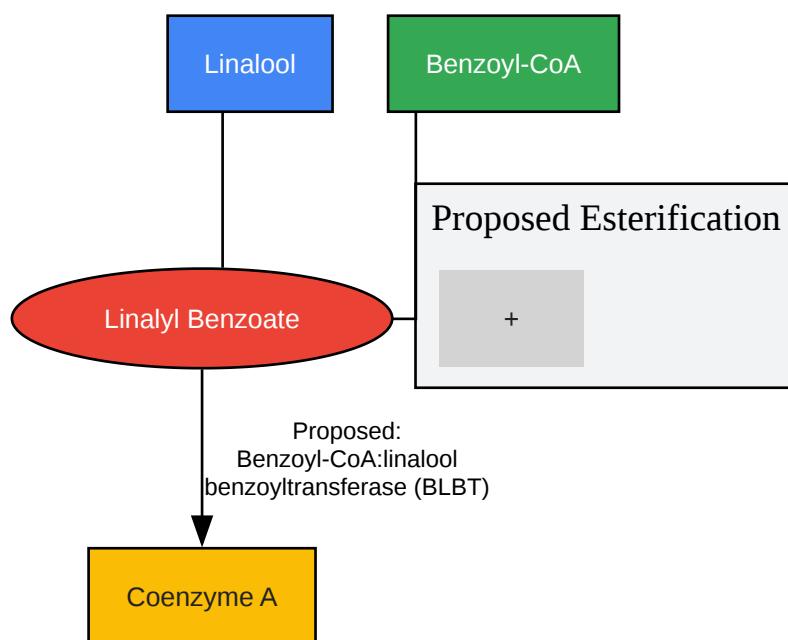 Linalool
Benzoyl-CoA
Proposed Esterification
+
Linalyl Benzoate
Proposed:
Benzoyl-CoA:linalool
benzoyltransferase (BLBT)
Coenzyme A